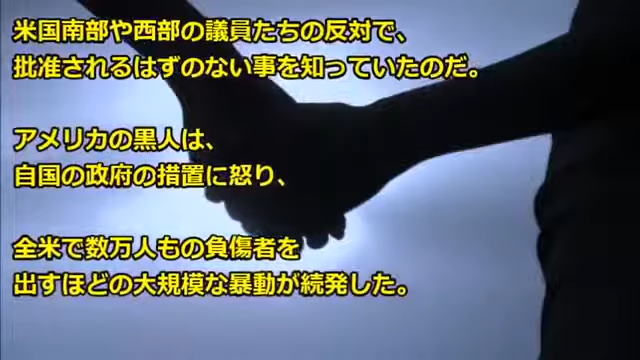 米国南部や西部の議員たちの反対で、
批准されるはずのない事を知っていたのだ。
アメリカの黒人は、
自国の政府の措置に怒り、
全米で数万人もの負傷者を
出すほどの大規模な暴動が続発した。